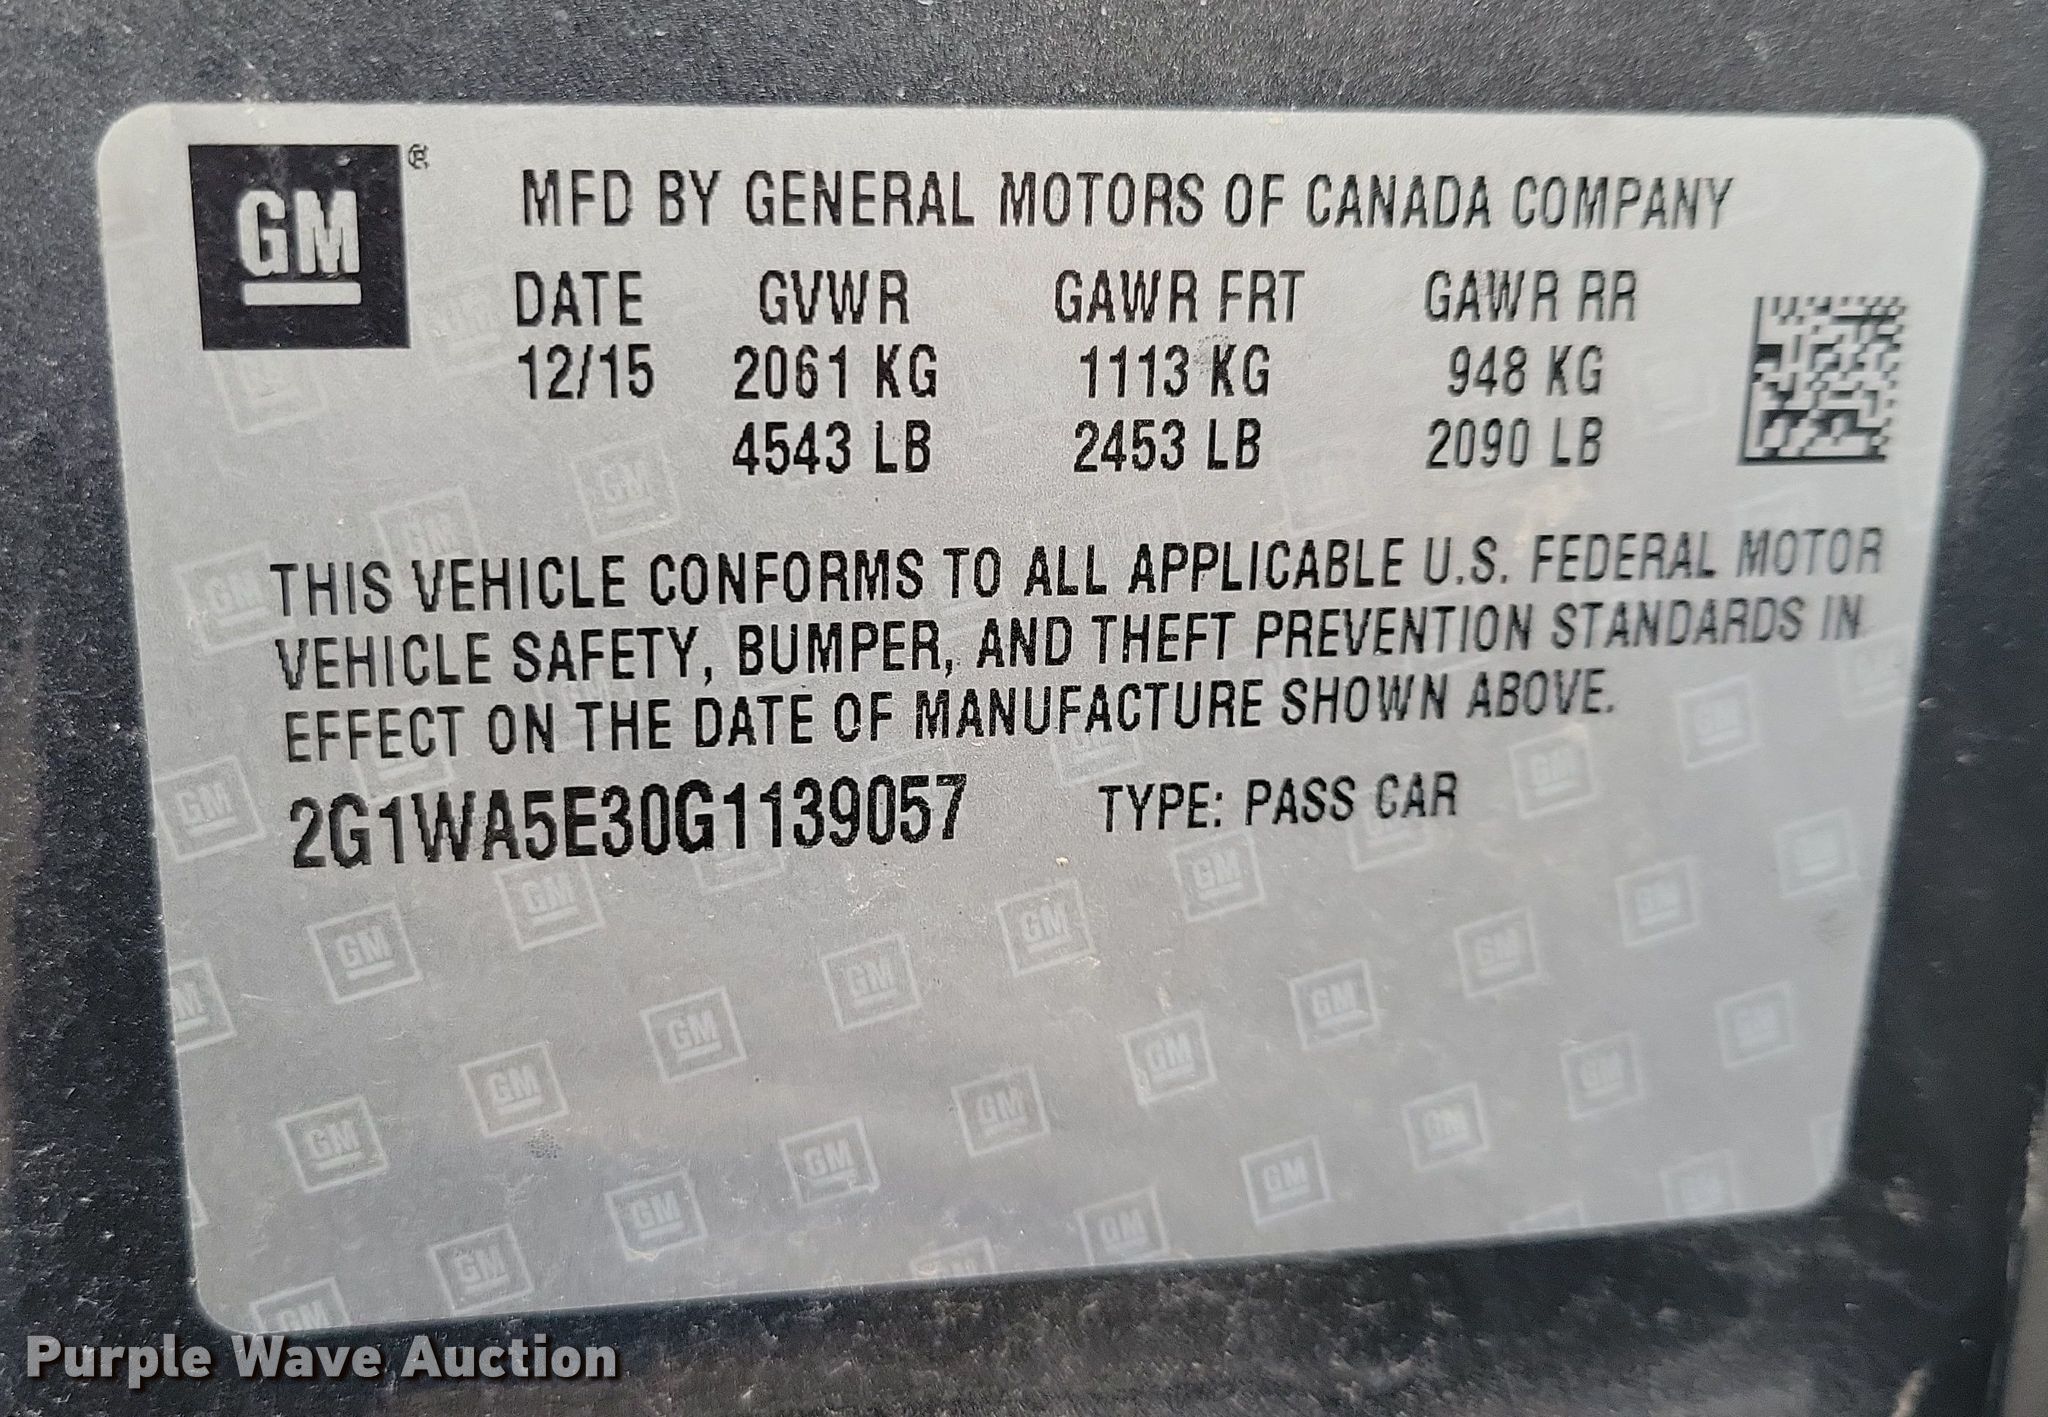 GM ®
MFD BY GENERAL MOTORS OF CANADA COMPANY
DATE GVWR GAWR FRT GAWR RR
12/15 2061 KG 1113 KG 948 KG
4543 LB 2453 LB 2090 LB
THIS VEHICLE CONFORMS TO ALL APPLICABLE U.S. FEDERAL MOTOR
VEHICLE SAFETY, BUMPER, AND THEFT PREVENTION STANDARDS IN
EFFECT ON THE DATE OF MANUFACTURE SHOWN ABOVE.
2G1WA5E30G1139057 TYPE: PASS CAR
Purple Wave Auction